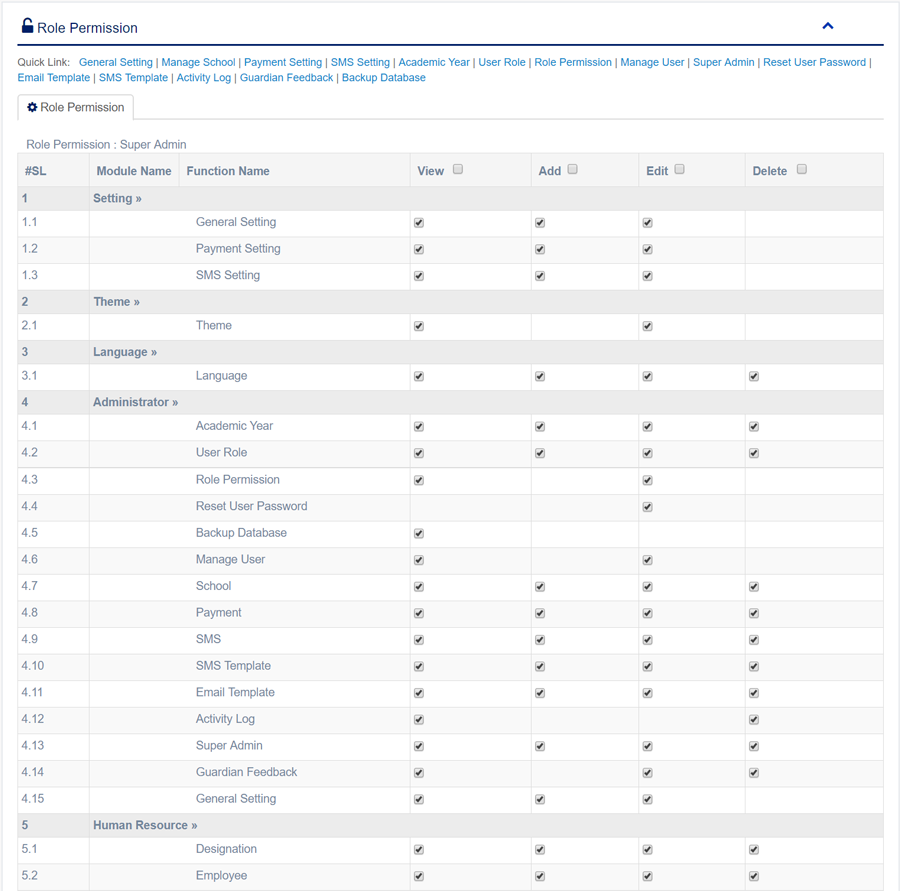 Role Permission
Quick Link: General Setting | Manage School | Payment Setting | SMS Setting | Academic Year | User Role | Role Permission | Manage User | Super Admin | Reset User Password |
Email Template | SMS Template | Activity Log | Guardian Feedback | Backup Database
Role Permission
Role Permission : Super Admin
#SL Module Name Function Name View Add Edit Delete
1 Setting »
1.1 General Setting
1.2 Payment Setting
1.3 SMS Setting
2 Theme »
2.1 Theme
3 Language »
3.1 Language
4 Administrator »
4.1 Academic Year
4.2 User Role
4.3 Role Permission
4.4 Reset User Password
4.5 Backup Database
4.6 Manage User
4.7 School
4.8 Payment
4.9 SMS
4.10 SMS Template
4.11 Email Template
4.12 Activity Log
4.13 Super Admin
4.14 Guardian Feedback
4.15 General Setting
5 Human Resource »
5.1 Designation
5.2 Employee